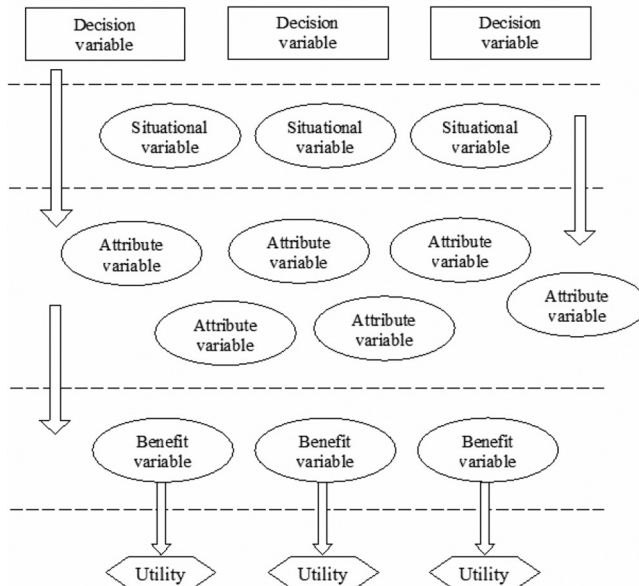 Decision
variable
Decision
variable
Decision
variable
Situational
variable
Situational
variable
Situational
variable
Attribute
variable
Attribute
variable
Attribute
variable
Attribute
variable
Attribute
variable
Attribute
variable
Benefit
variable
Benefit
variable
Benefit
variable
Utility
Utility
Utility